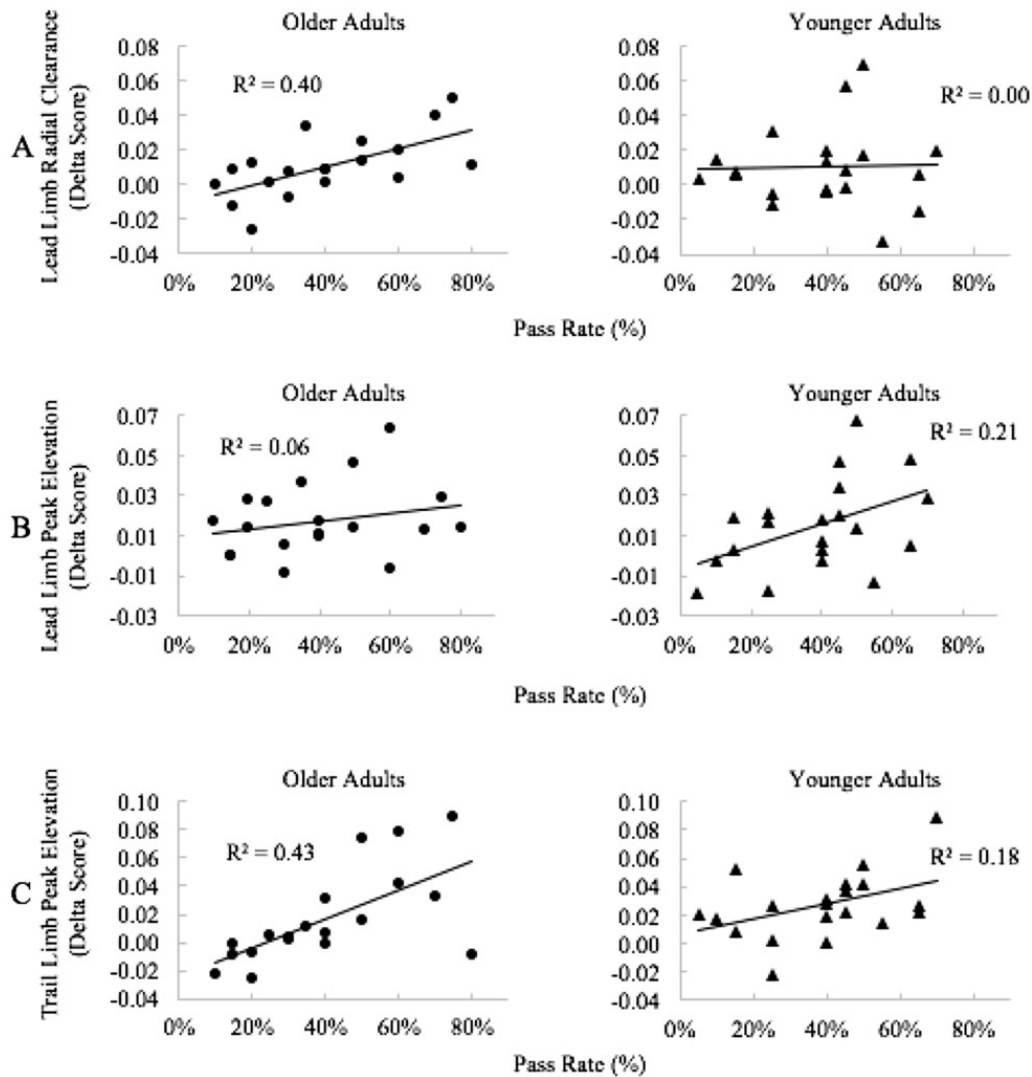 Older Adults Younger Adults
A
Lead Limb Radial Clearance
(Delta Score)
0.08 0.08
0.06 0.06
0.04 0.04
0.02 0.02
0.00 0.00
-0.02 -0.02
-0.04 -0.04
R² = 0.40 R² = 0.00
0% 20% 40% 60% 80% 0% 20% 40% 60% 80%
Pass Rate (%)
Older Adults Younger Adults
B
Lead Limb Peak Elevation
(Delta Score)
0.07 0.07
0.05 0.05
0.03 0.03
0.01 0.01
-0.01 -0.01
-0.03 -0.03
R² = 0.06 R² = 0.21
0% 20% 40% 60% 80% 0% 20% 40% 60% 80%
Pass Rate (%)
Older Adults Younger Adults
C
Trail Limb Peak Elevation
(Delta Score)
0.10 0.10
0.08 0.08
0.06 0.06
0.04 0.04
0.02 0.02
0.00 0.00
-0.02 -0.02
-0.04 -0.04
R² = 0.43 R² = 0.18
0% 20% 40% 60% 80% 0% 20% 40% 60% 80%
Pass Rate (%)